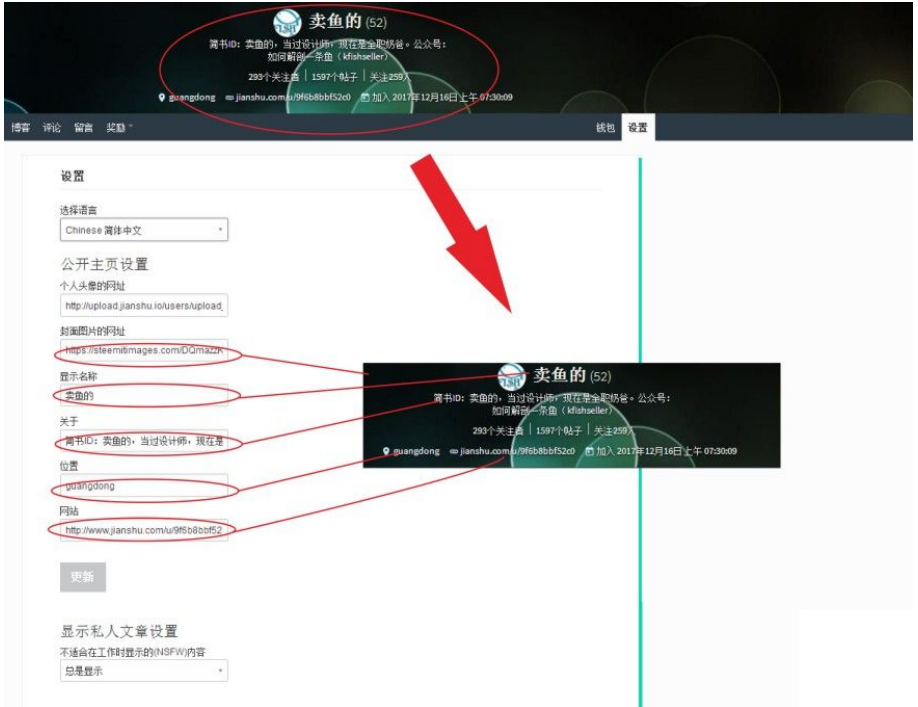 FISH 卖鱼的 (52)
简书ID：卖鱼的，当过设计师，现在是全职奶爸。公众号：
如何解剖一条鱼（kfishseller）
293个关注者 1597个帖子 关注259人
guangdong jianshu.com/u/9f6b8bbf52c0 加入 2017年12月16日上午 07:30:09
博客 评论 留言 奖励 钱包 设置
设置
选择语言
Chinese 简体中文
公开主页设置
个人头像的网址
http://upload.jianshu.io/users/upload_
封面图片的网址
https://steemitimages.com/DQmazzK
显示名称
卖鱼的
关于
简书ID：卖鱼的，当过设计师，现在是
位置
guangdong
网站
http://www.jianshu.com/u/9f6b8bbf52
更新
FISH 卖鱼的 (52)
简书ID：卖鱼的，当过设计师，现在是全职奶爸。公众号：
如何解剖一条鱼（kfishseller）
293个关注者 1597个帖子 关注259人
guangdong jianshu.com/u/9f6b8bbf52c0 加入 2017年12月16日上午 07:30:09
显示私人文章设置
不适合在工作时显示的(NSFW)内容
总是显示